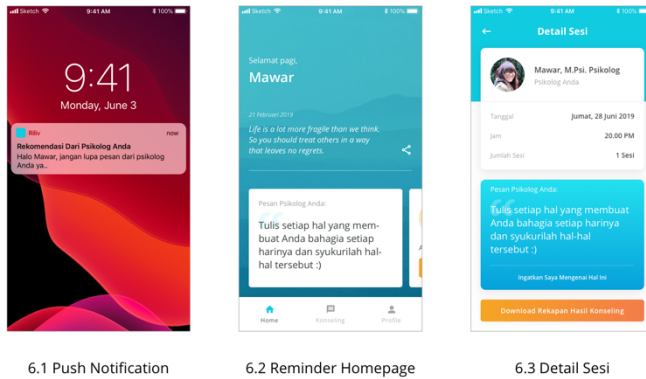 Sketch
9:41 AM
100%
9:41
Monday, June 3
Riliv
now
Rekomendasi Dari Psikolog Anda
Halo Mawar, jangan lupa pesan dari psikolog
Anda ya..
6.1 Push Notification
Sketch
9:41 AM
100%
Selamat pagi,
Mawar
21 Februari 2019
Life is a lot more fragile than we think.
So you should treat others in a way
that leaves no regrets.
Pesan Psikolog Anda:
Tulis setiap hal yang mem-
buat Anda bahagia setiap
harinya dan syukurilah hal-
hal tersebut :)
A
Home
Konseling
Profile
6.2 Reminder Homepage
Sketch
9:41 AM
100%
Detail Sesi
Mawar, M.Psi. Psikolog
Psikolog Anda
Tanggal
Jumat, 28 Juni 2019
Jam
20.00 PM
Jumlah Sesi
1 Sesi
Pesan Psikolog Anda:
Tulis setiap hal yang membuat
Anda bahagia setiap harinya
dan syukurilah hal-hal
tersebut :)
Ingatkan Saya Mengenai Hal Ini
Download Rekapan Hasil Konseling
6.3 Detail Sesi